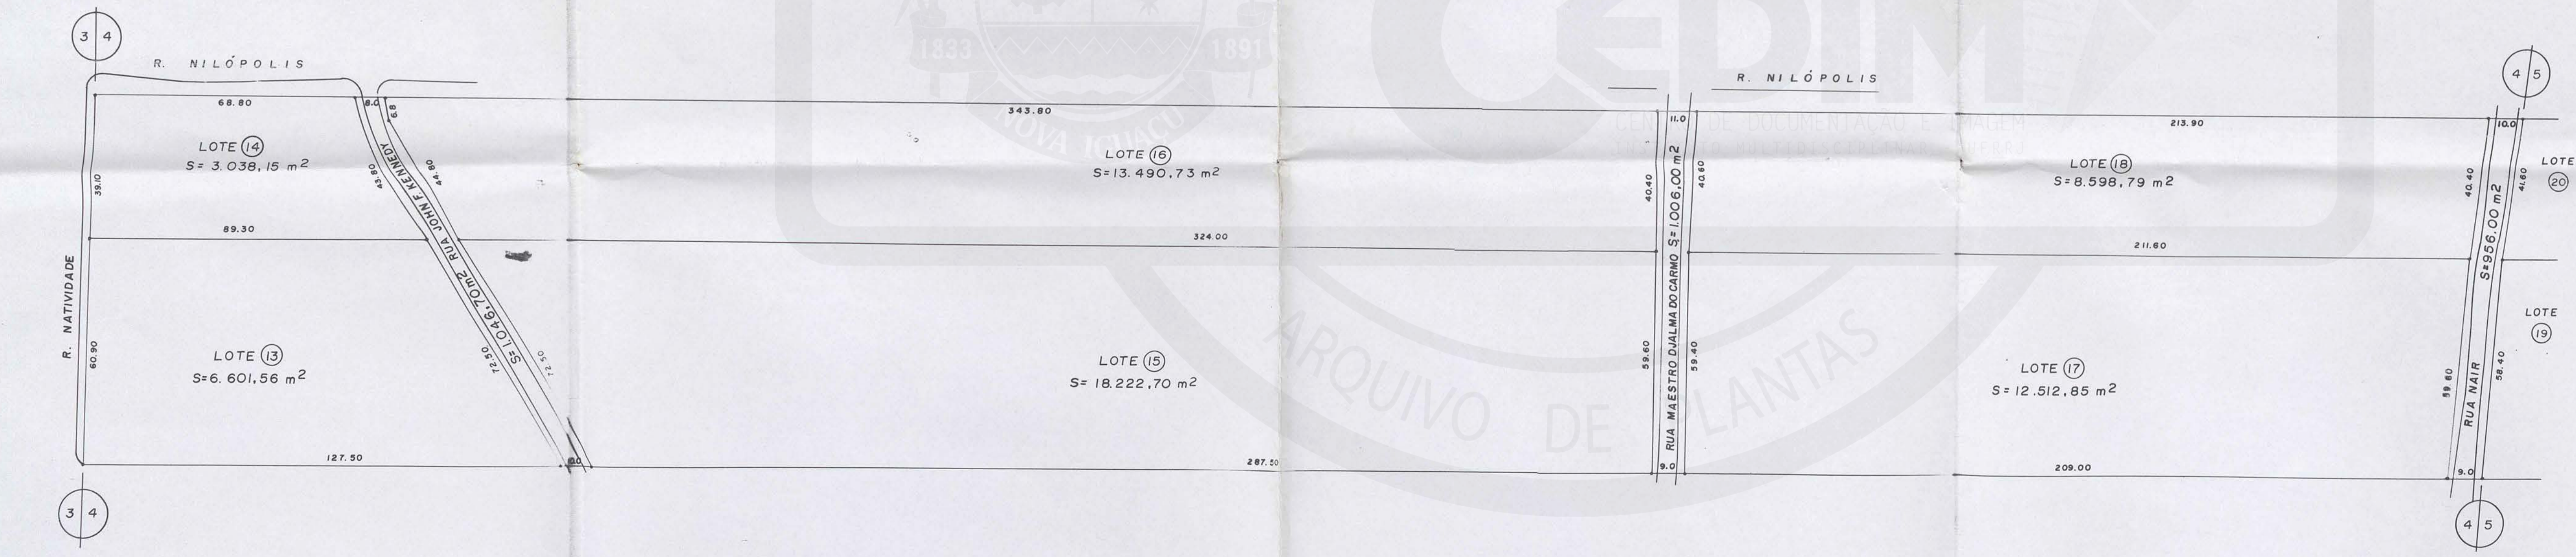 3 4
R. NILÓPOLIS
1833
1891
NOVA IGUAÇU
CEDIM
R. NILÓPOLIS
4 5
68.80
8.0
6.8
343.80
11.0
CENTRO DE DOCUMENTAÇÃO E IMAGEM
213.90
10.0
LOTE 14
S= 3.038,15 m2
39.10
43.80
RUA JOHN F. KENNEDY
44.80
LOTE 16
S=13.490,73 m2
40.40
40.60
LOTE 18
S=8.598,79 m2
40.40
41.60
LOTE
20
89.30
324.00
211.60
R. NATIVIDADE
60.90
LOTE 13
S=6.601,56 m2
72.50
S=1.046,70m2
72.50
LOTE 15
S= 18.222,70 m2
59.60
RUA MAESTRO DJALMA DO CARMO S=1.006,00 m2
59.40
ARQUIVO DE PLANTAS
LOTE 17
S=12.512,85 m2
59.60
RUA NAIR
S=956.00 m2
58.40
LOTE
19
127.50
287.50
9.0
209.00
9.0
3 4
4 5